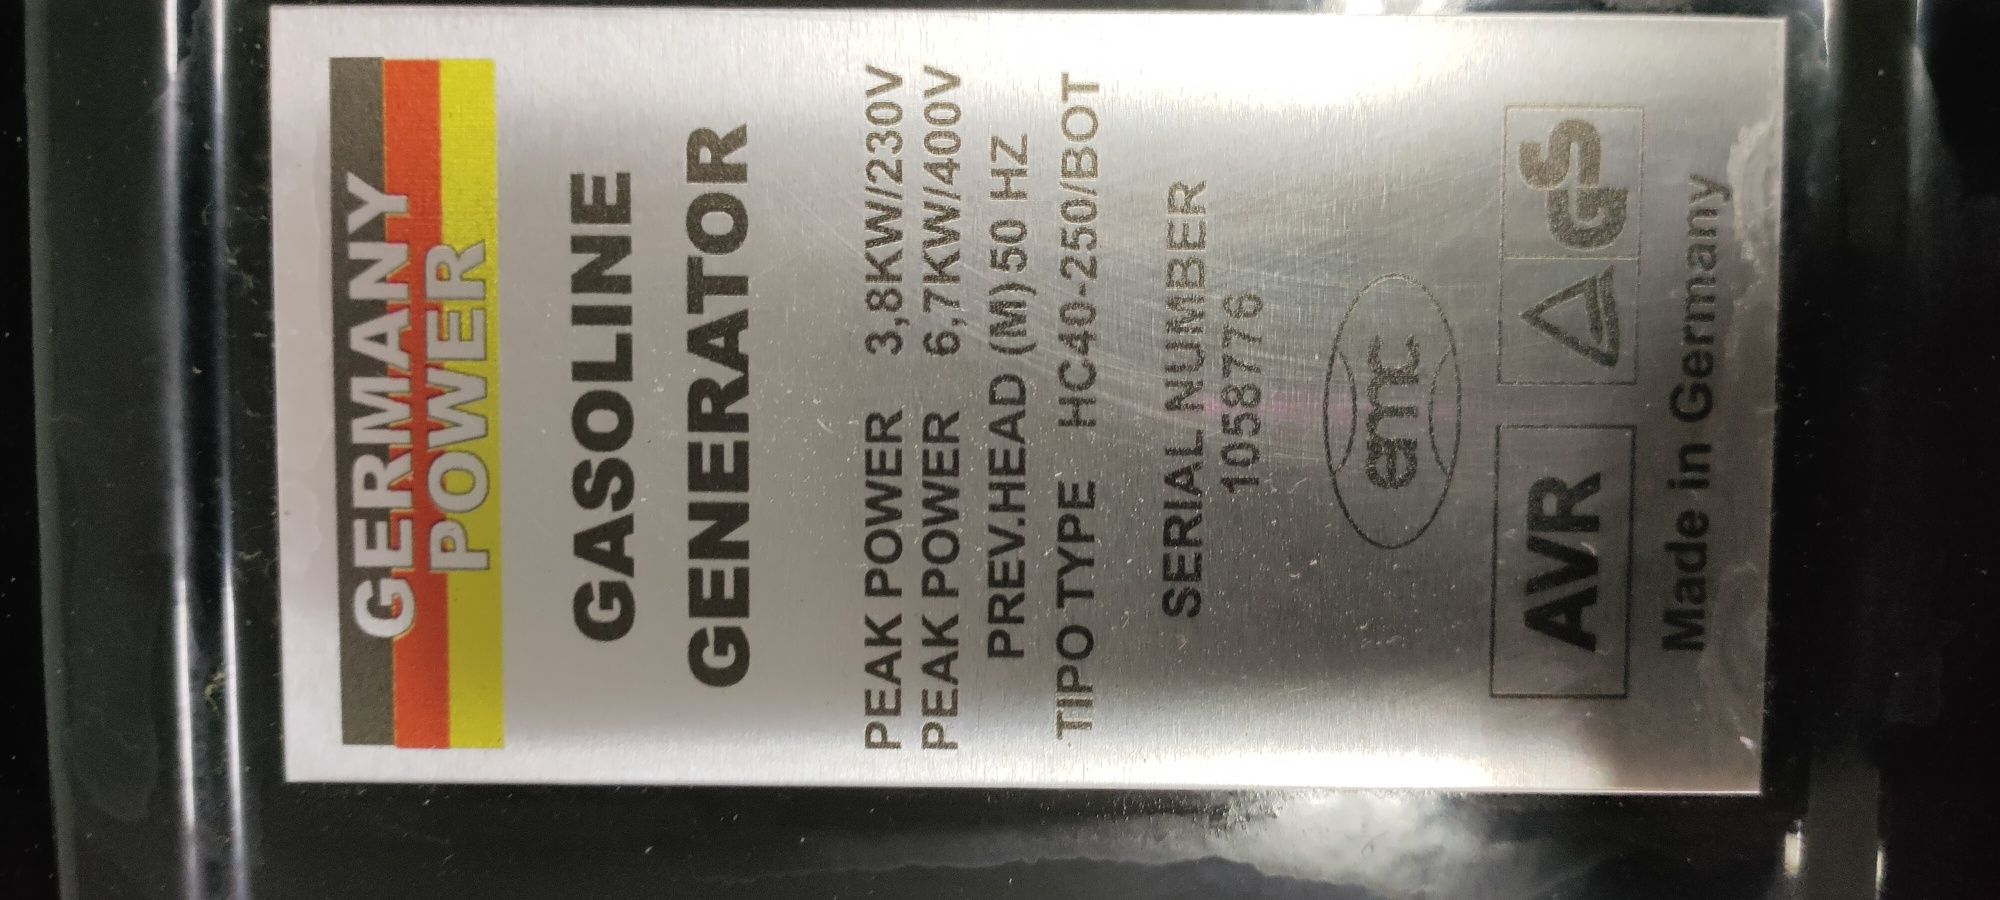 GERMANY
POWER
GASOLINE
GENERATOR
PEAK POWER 3,8KW/230V
PEAK POWER 6,7KW/400V
PREV.HEAD (M) 50 HZ
TIPO TYPE HC40-250/BOT
SERIAL NUMBER
1058776
emc
AVR GS
Made in Germany